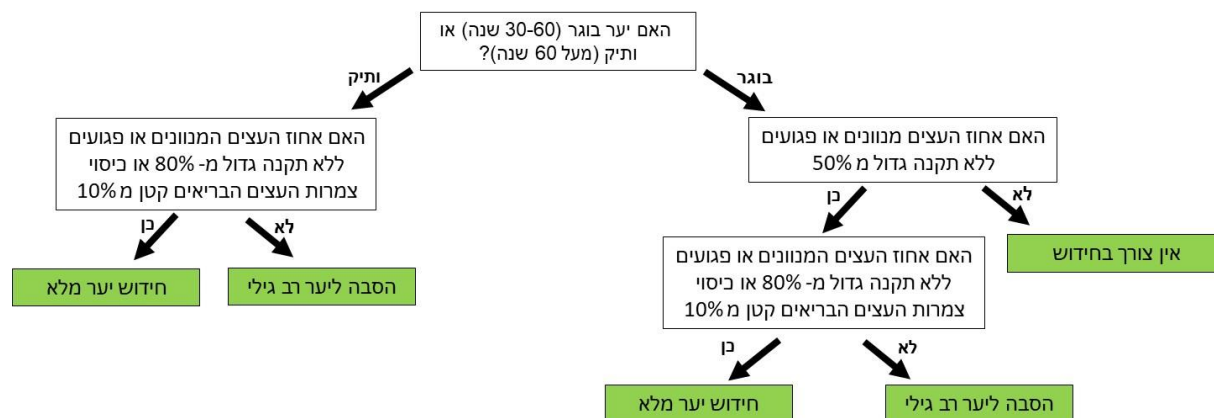 האם יער בוגר (30-60 שנה) או
ותיק (מעל 60 שנה)?
בוגר
ותיק
האם אחוז העצים מנוונים או פגועים
ללא תקנה גדול מ 50%
האם אחוז העצים המנוונים או פגועים
ללא תקנה גדול מ- 80% או כיסוי
צמרות העצים הבריאים קטן מ 10%
לא
כן
לא
כן
אין צורך בחידוש
האם אחוז העצים המנוונים או פגועים
ללא תקנה גדול מ- 80% או כיסוי
צמרות העצים הבריאים קטן מ 10%
הסבה ליער רב גילי
חידוש יער מלא
לא
כן
הסבה ליער רב גילי
חידוש יער מלא